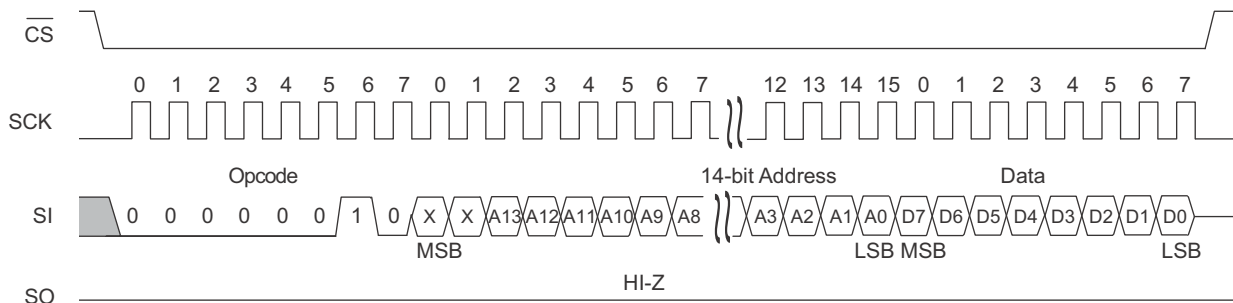 CS
0 1 2 3 4 5 6 7 0 1 2 3 4 5 6 7 12 13 14 15 0 1 2 3 4 5 6 7
SCK
Opcode 14-bit Address Data
SI 0 0 0 0 0 0 1 0 X X A13 A12 A11 A10 A9 A8 A3 A2 A1 A0 D7 D6 D5 D4 D3 D2 D1 D0
MSB LSB MSB LSB
HI-Z
SO